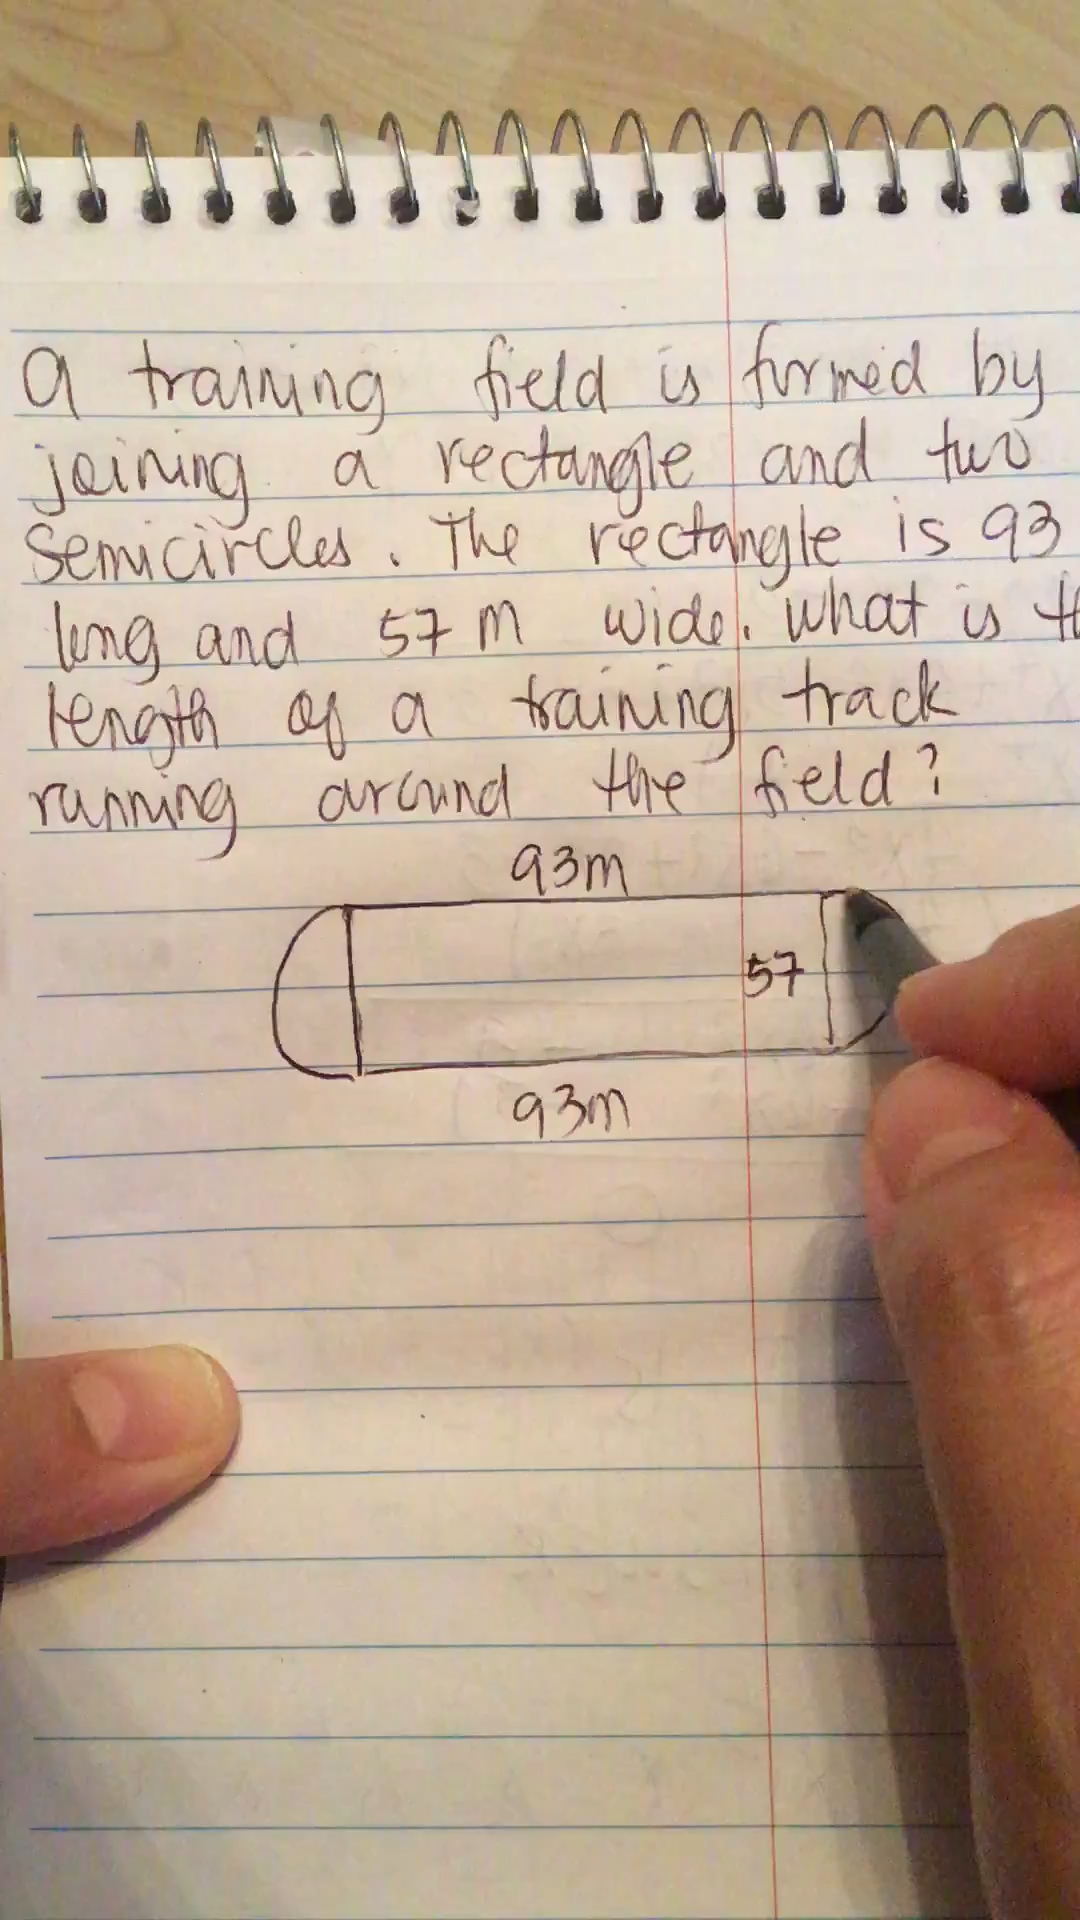 A training field is formed by
joining a rectangle and two
semicircles. The rectangle is 93
long and 57 m wide. What is
length of a training track
running around the field?
93m
57
93m